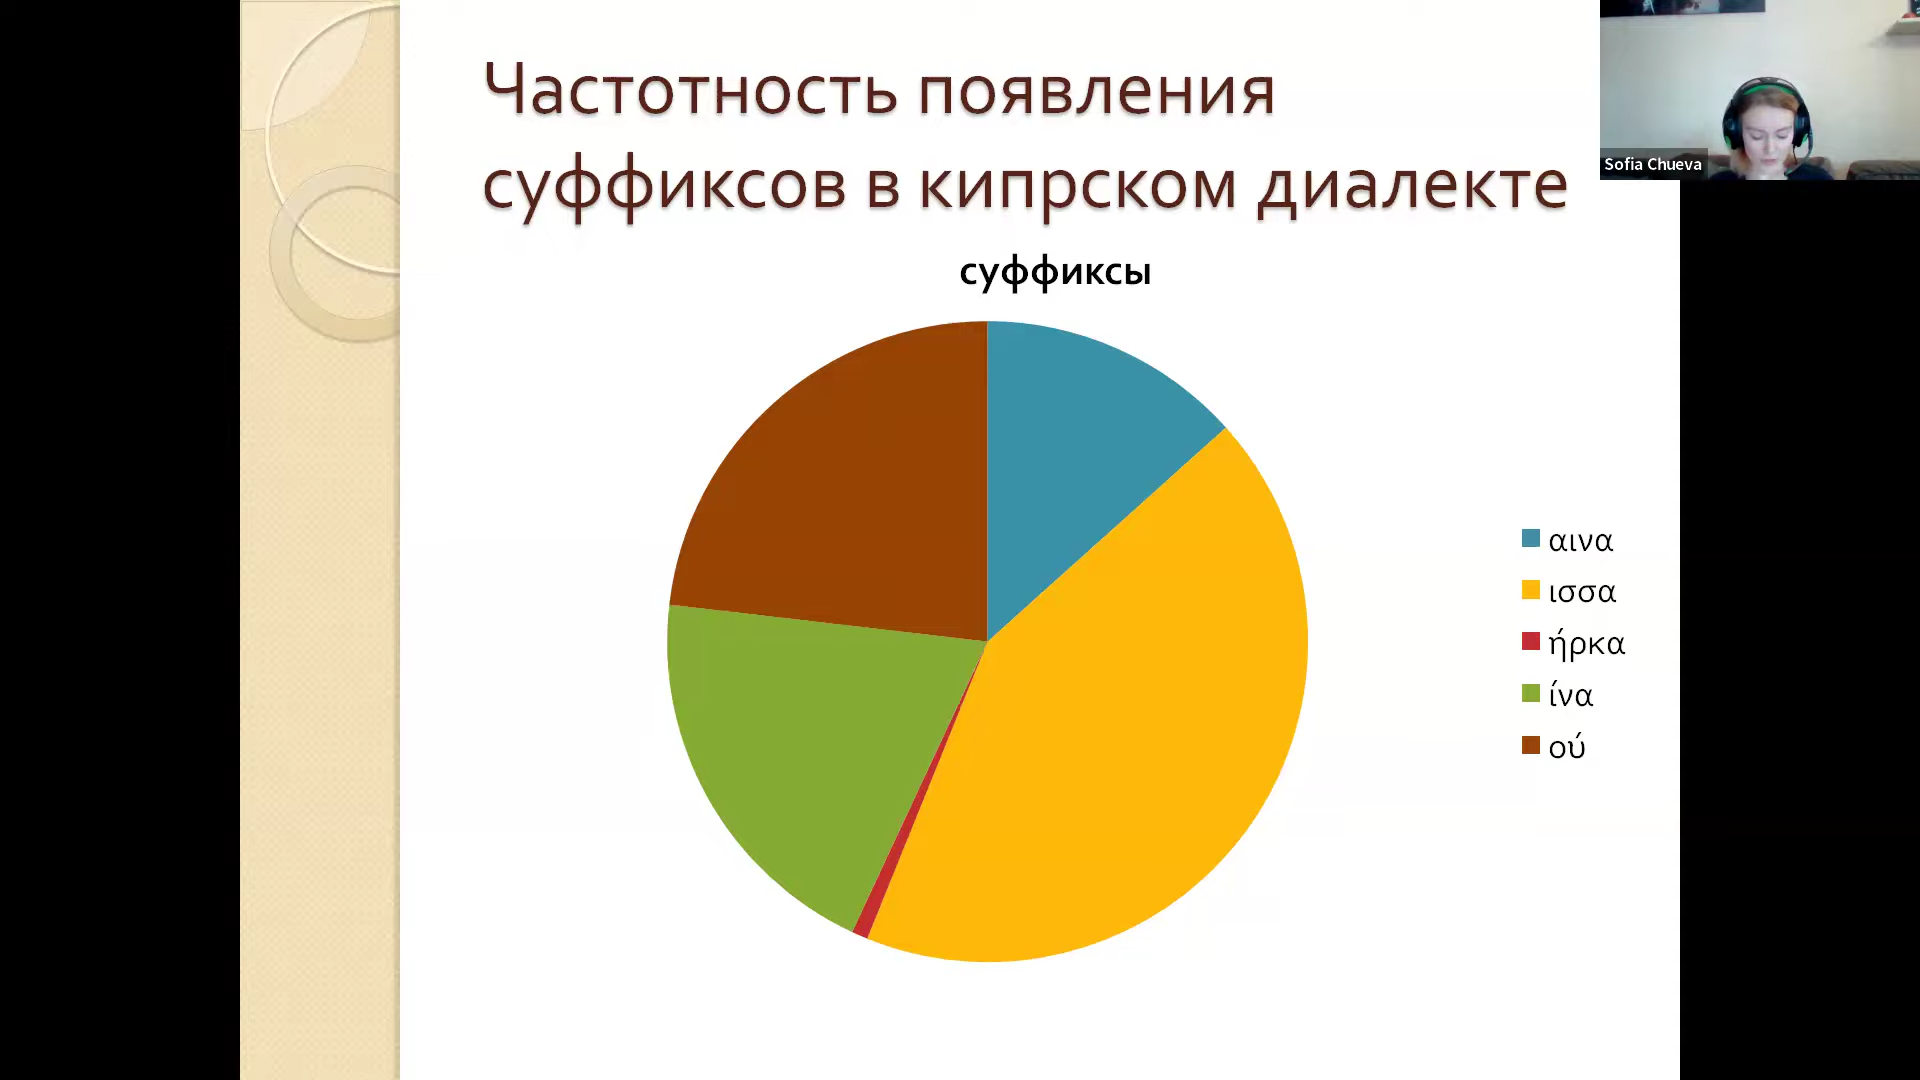 Частотность появления
суффиксов в кипрском диалекте
Sofia Chueva
суффиксы
αινα
ισσα
ήρκα
ίνα
ού